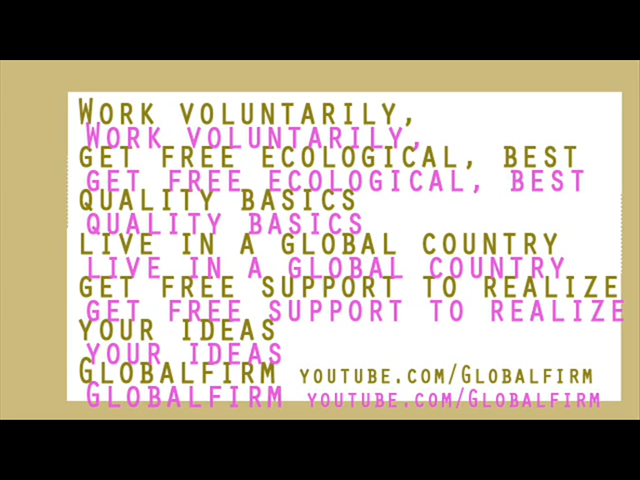 Work voluntarily,
Work voluntarily,
get free ecological, best
get free ecological, best
quality basics
quality basics
live in a global country
live in a global country
get free support to realize
get free support to realize
your ideas
your ideas
Globalfirm youtube.com/Globalfirm
Globalfirm youtube.com/Globalfirm